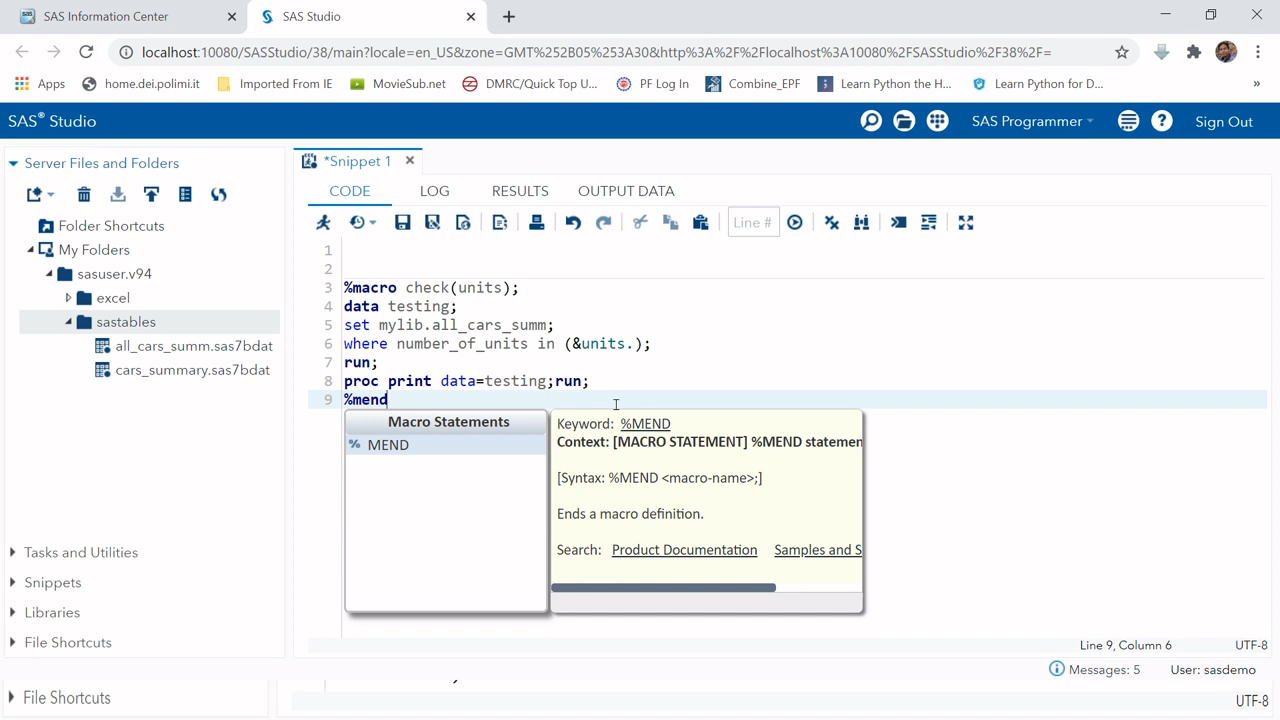 SAS Information Center
SAS Studio
localhost:10080/SASStudio/38/main?locale=en_US&zone=GMT%252B05%253A30&http%3A%2F%2Flocalhost%3A10080%2FSASStudio%2F38%2F=
Apps home.dei.polimi.it Imported From IE MovieSub.net DMRC/Quick Top U... PF Log In Combine_EPF Learn Python the H... Learn Python for D... »
SAS® Studio SAS Programmer Sign Out
Server Files and Folders
Folder Shortcuts
My Folders
sasuser.v94
excel
sastables
all_cars_summ.sas7bdat
cars_summary.sas7bdat
Tasks and Utilities
Snippets
Libraries
File Shortcuts
*Snippet 1
CODE LOG RESULTS OUTPUT DATA
Line #
1
2
3 %macro check(units);
4 data testing;
5 set mylib.all_cars_summ;
6 where number_of_units in (&units.);
7 run;
8 proc print data=testing;run;
9 %mend
Macro Statements
% MEND
Keyword: %MEND
Context: [MACRO STATEMENT] %MEND statemen
[Syntax: %MEND <macro-name>;]
Ends a macro definition.
Search: Product Documentation Samples and S
Line 9, Column 6 UTF-8
Messages: 5 User: sasdemo
File Shortcuts UTF-8